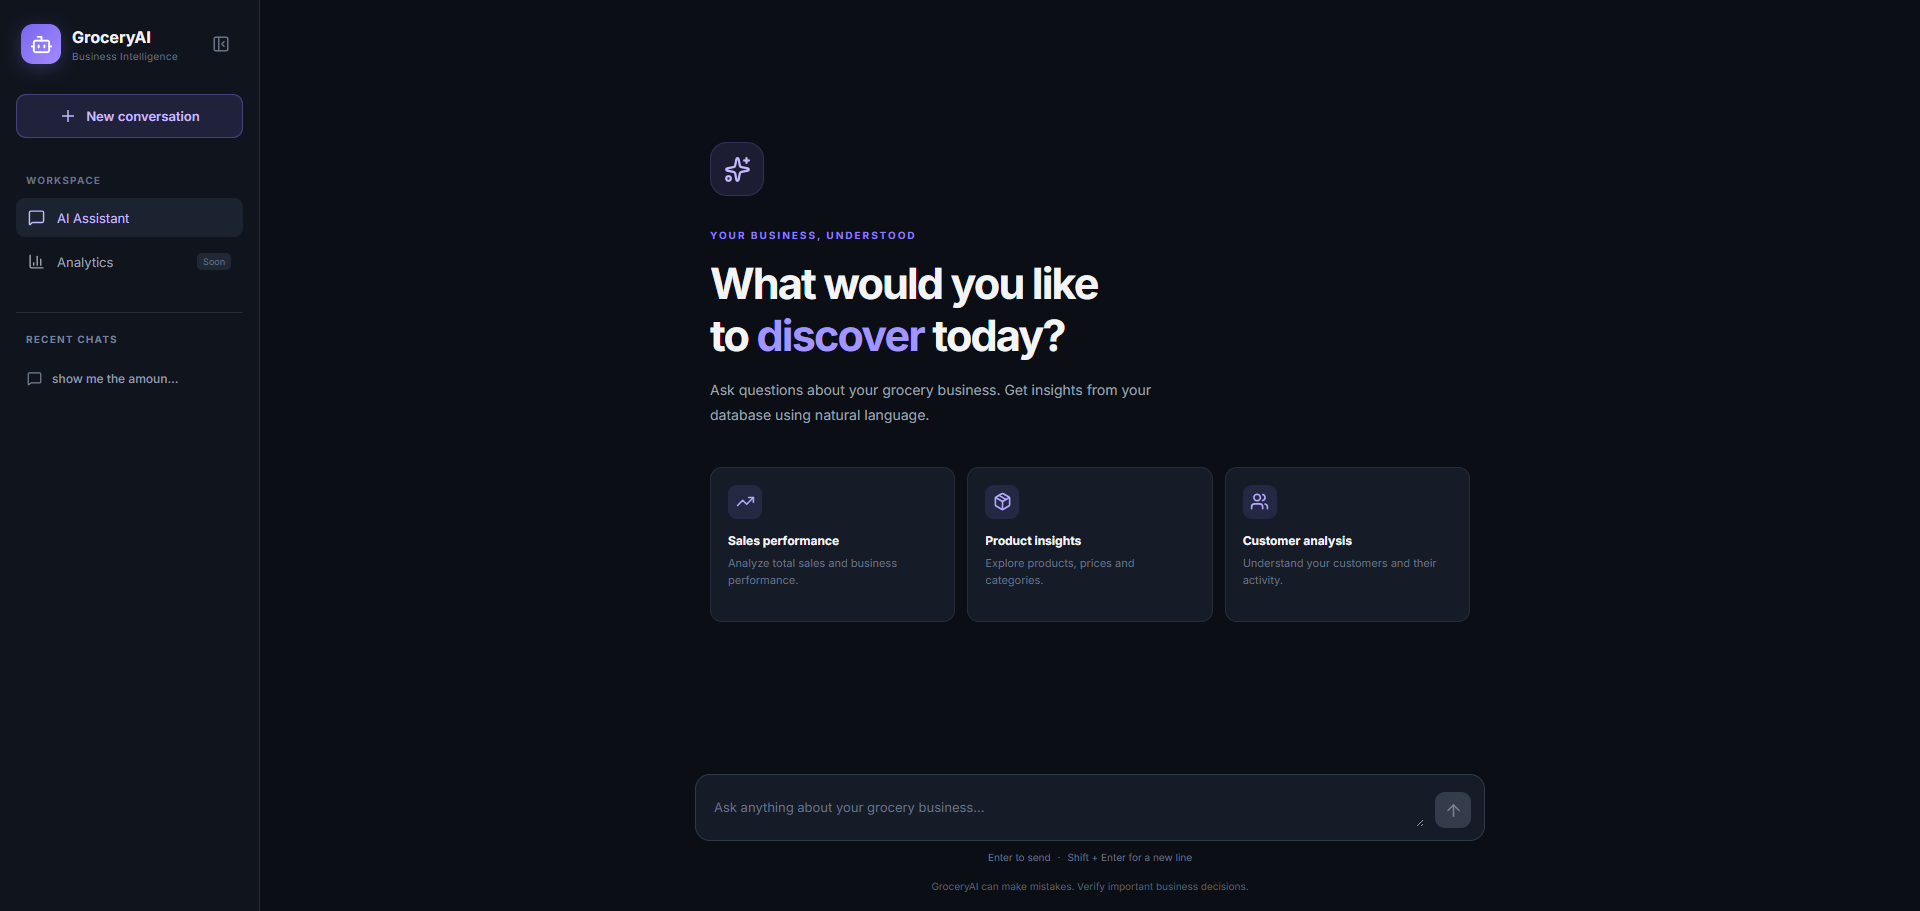 GroceryAI
Business Intelligence
New conversation
WORKSPACE
AI Assistant
Analytics
Soon
RECENT CHATS
show me the amoun...
YOUR BUSINESS, UNDERSTOOD
What would you like
to discover today?
Ask questions about your grocery business. Get insights from your
database using natural language.
Sales performance
Analyze total sales and business
performance.
Product insights
Explore products, prices and
categories.
Customer analysis
Understand your customers and their
activity.
Ask anything about your grocery business...
Enter to send · Shift + Enter for a new line
GroceryAI can make mistakes. Verify important business decisions.